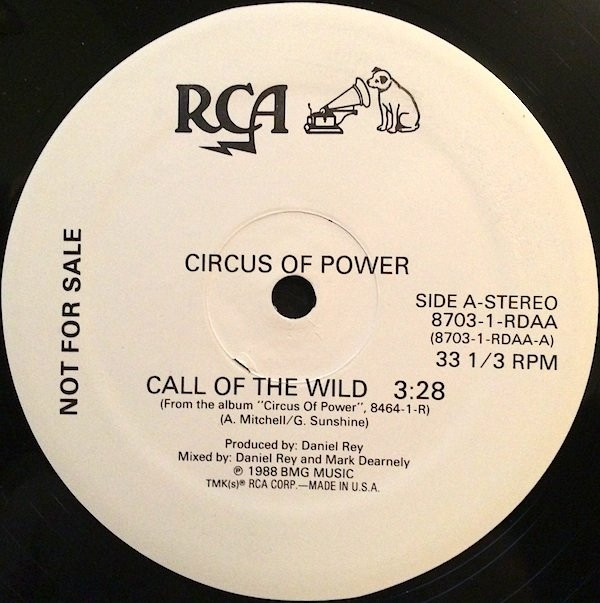 RCA
NOT FOR SALE
CIRCUS OF POWER
SIDE A-STEREO
8703-1-RDAA
(8703-1-RDAA-A)
33 1/3 RPM
CALL OF THE WILD 3:28
(From the album "Circus Of Power", 8464-1-R)
(A. Mitchell/G. Sunshine)
Produced by: Daniel Rey
Mixed by: Daniel Rey and Mark Dearnely
℗ 1988 BMG MUSIC
TMK(s)® RCA CORP.—MADE IN U.S.A.